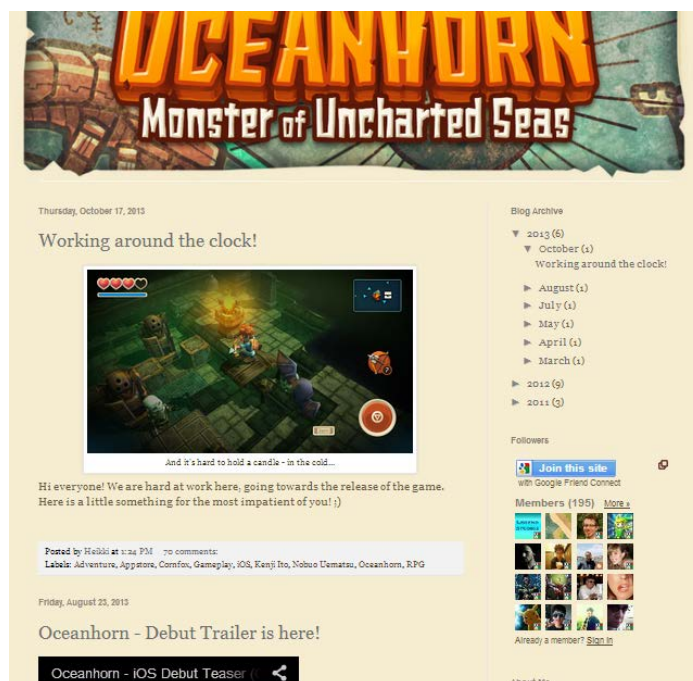 OCEANHORN
Monster of Uncharted Seas
Thursday, October 17, 2013
Working around the clock!
And it's hard to hold a candle - in the cold...
Hi everyone! We are hard at work here, going towards the release of the game.
Here is a little something for the most impatient of you! ;)
Posted by Heikki at 1:24 PM 70 comments:
Labels: Adventure, Appstore, Cornfox, Gameplay, iOS, Kenji Ito, Nobuo Uematsu, Oceanhorn, RPG
Friday, August 23, 2013
Oceanhorn - Debut Trailer is here!
Oceanhorn - iOS Debut Teaser
Blog Archive
▼ 2013 (6)
▼ October (1)
Working around the clock!
► August (1)
► July (1)
► May (1)
► April (1)
► March (1)
► 2012 (9)
► 2011 (3)
Followers
Join this site
with Google Friend Connect
Members (195) More »
Already a member? Sign in